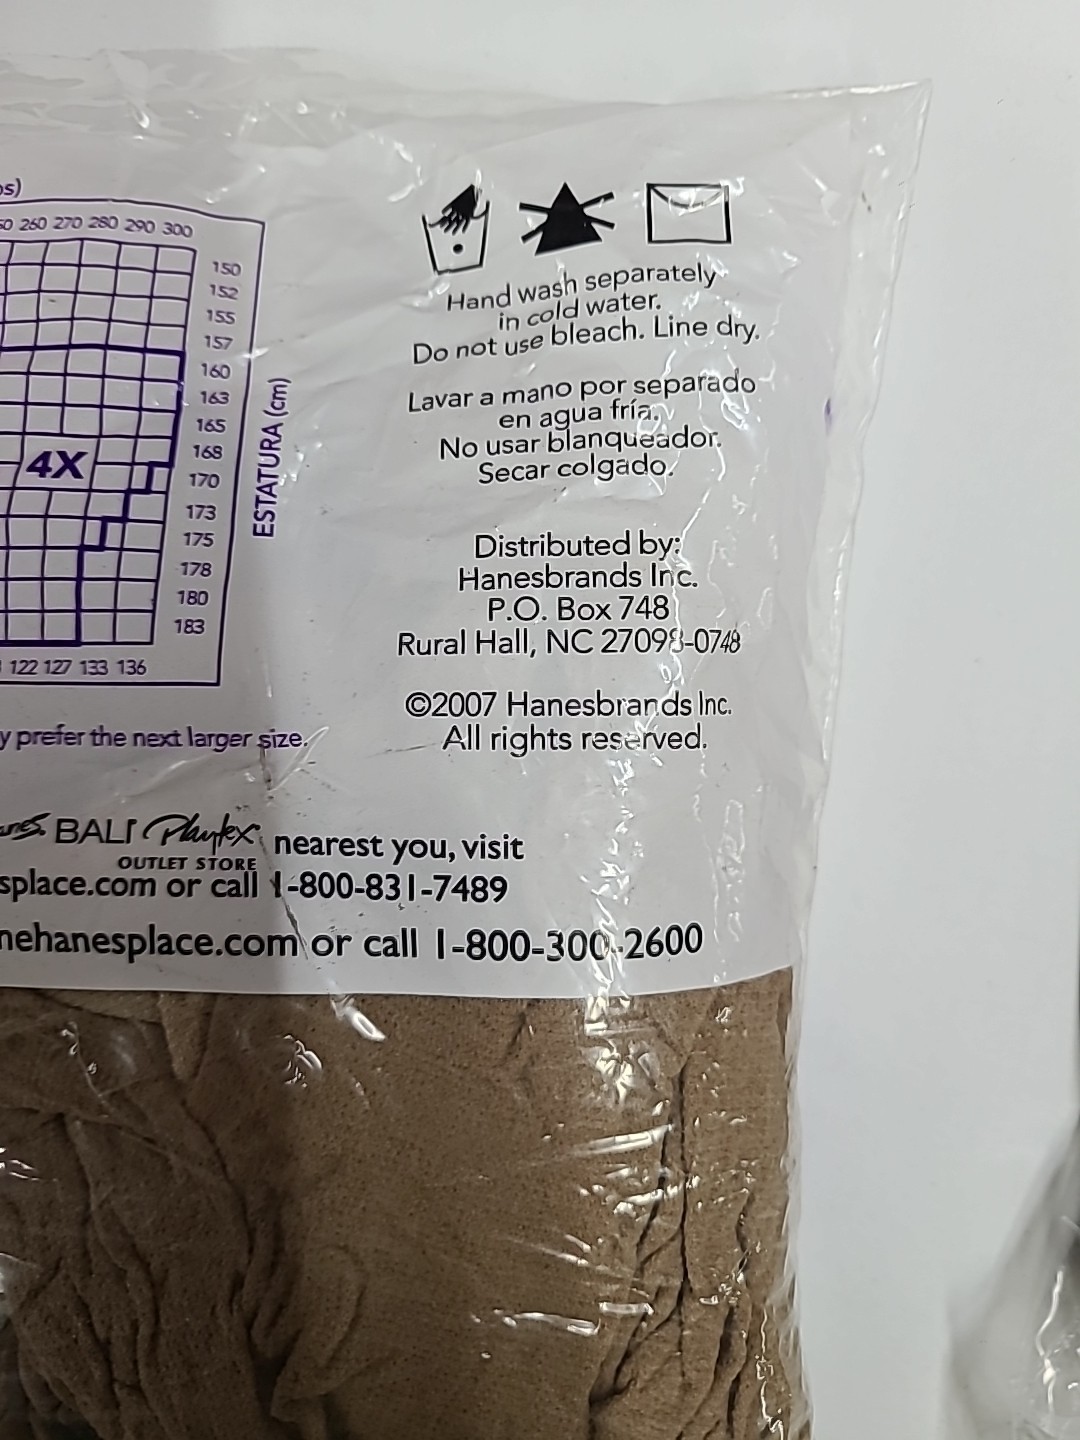 260 270 280 290 300
150
152
155
157
160
163
165
168
170
173
175
178
180
183
4X
ESTATURA (cm)
122 127 133 136
prefer the next larger size.
Hand wash separately
in cold water.
Do not use bleach. Line dry.
Lavar a mano por separado
en agua fría.
No usar blanqueador.
Secar colgado.
Distributed by:
Hanesbrands Inc.
P.O. Box 748
Rural Hall, NC 27098-0748
©2007 Hanesbrands Inc.
All rights reserved.
BALI Playtex nearest you, visit
OUTLET STORE
splace.com or call 1-800-831-7489
nehanesplace.com or call 1-800-300-2600